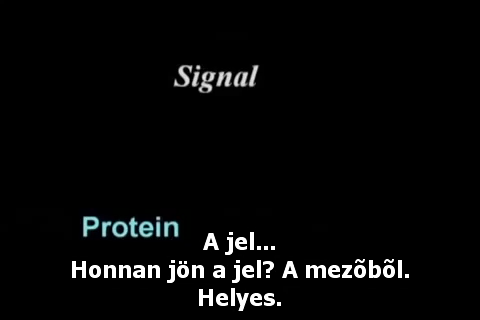 Signal
Protein
A jel...
Honnan jön a jel? A mezõbõl.
Helyes.